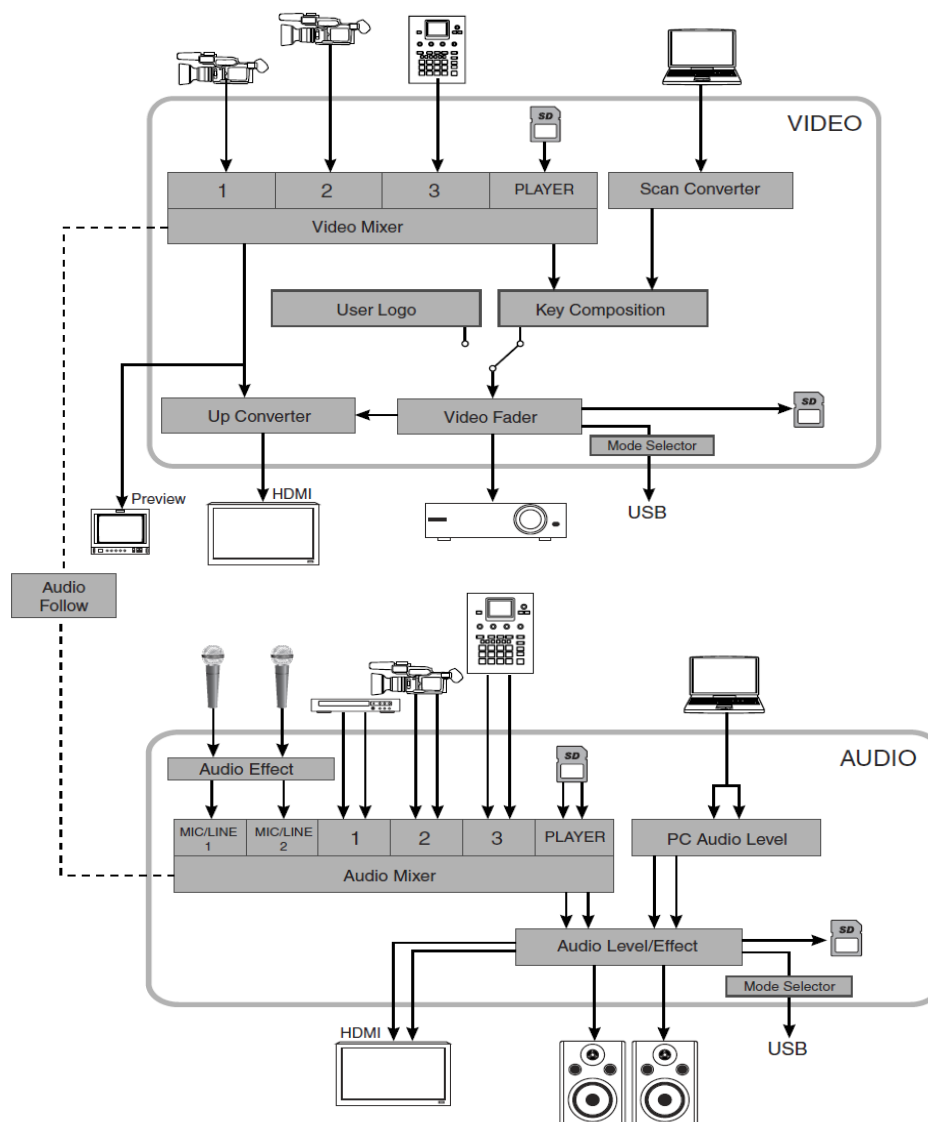 VIDEO
SD
1
2
3
PLAYER
Scan Converter
Video Mixer
User Logo
Key Composition
Up Converter
Video Fader
SD
Mode Selector
Preview
HDMI
USB
Audio
Follow
AUDIO
Audio Effect
SD
MIC/LINE
1
MIC/LINE
2
1
2
3
PLAYER
PC Audio Level
Audio Mixer
Audio Level/Effect
SD
Mode Selector
HDMI
USB